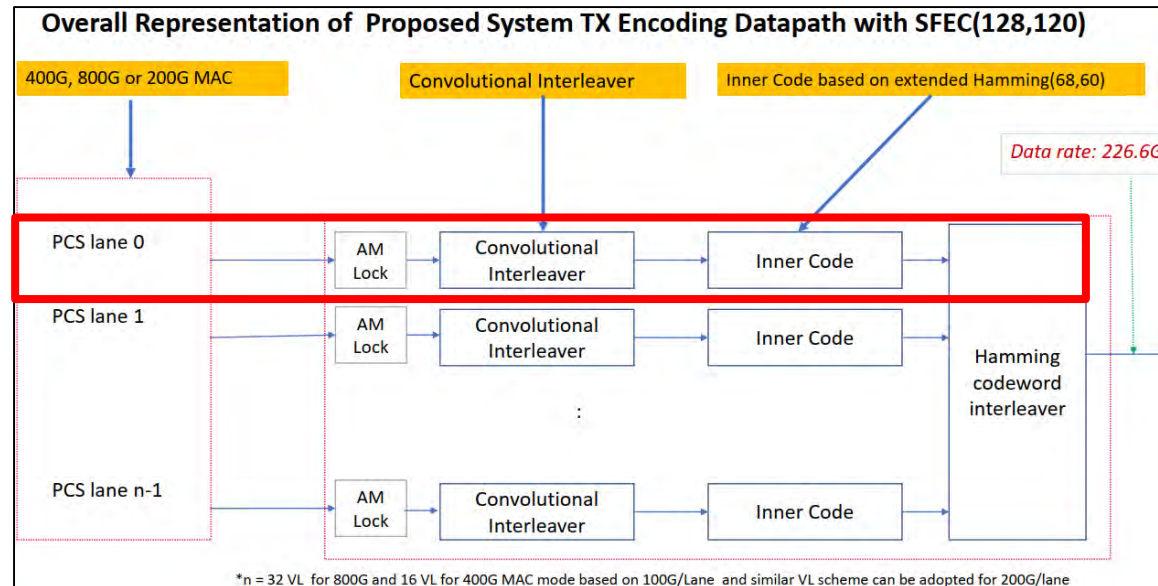 Overall Representation of Proposed System TX Encoding Datapath with SFEC(128,120)
400G, 800G or 200G MAC
Convolutional Interleaver
Inner Code based on extended Hamming(68,60)
Data rate: 226.6G
PCS lane 0
AM
Lock
Convolutional
Interleaver
Inner Code
PCS lane 1
AM
Lock
Convolutional
Interleaver
Inner Code
Hamming
codeword
interleaver
:
PCS lane n-1
AM
Lock
Convolutional
Interleaver
Inner Code
*n = 32 VL for 800G and 16 VL for 400G MAC mode based on 100G/Lane and similar VL scheme can be adopted for 200G/lane